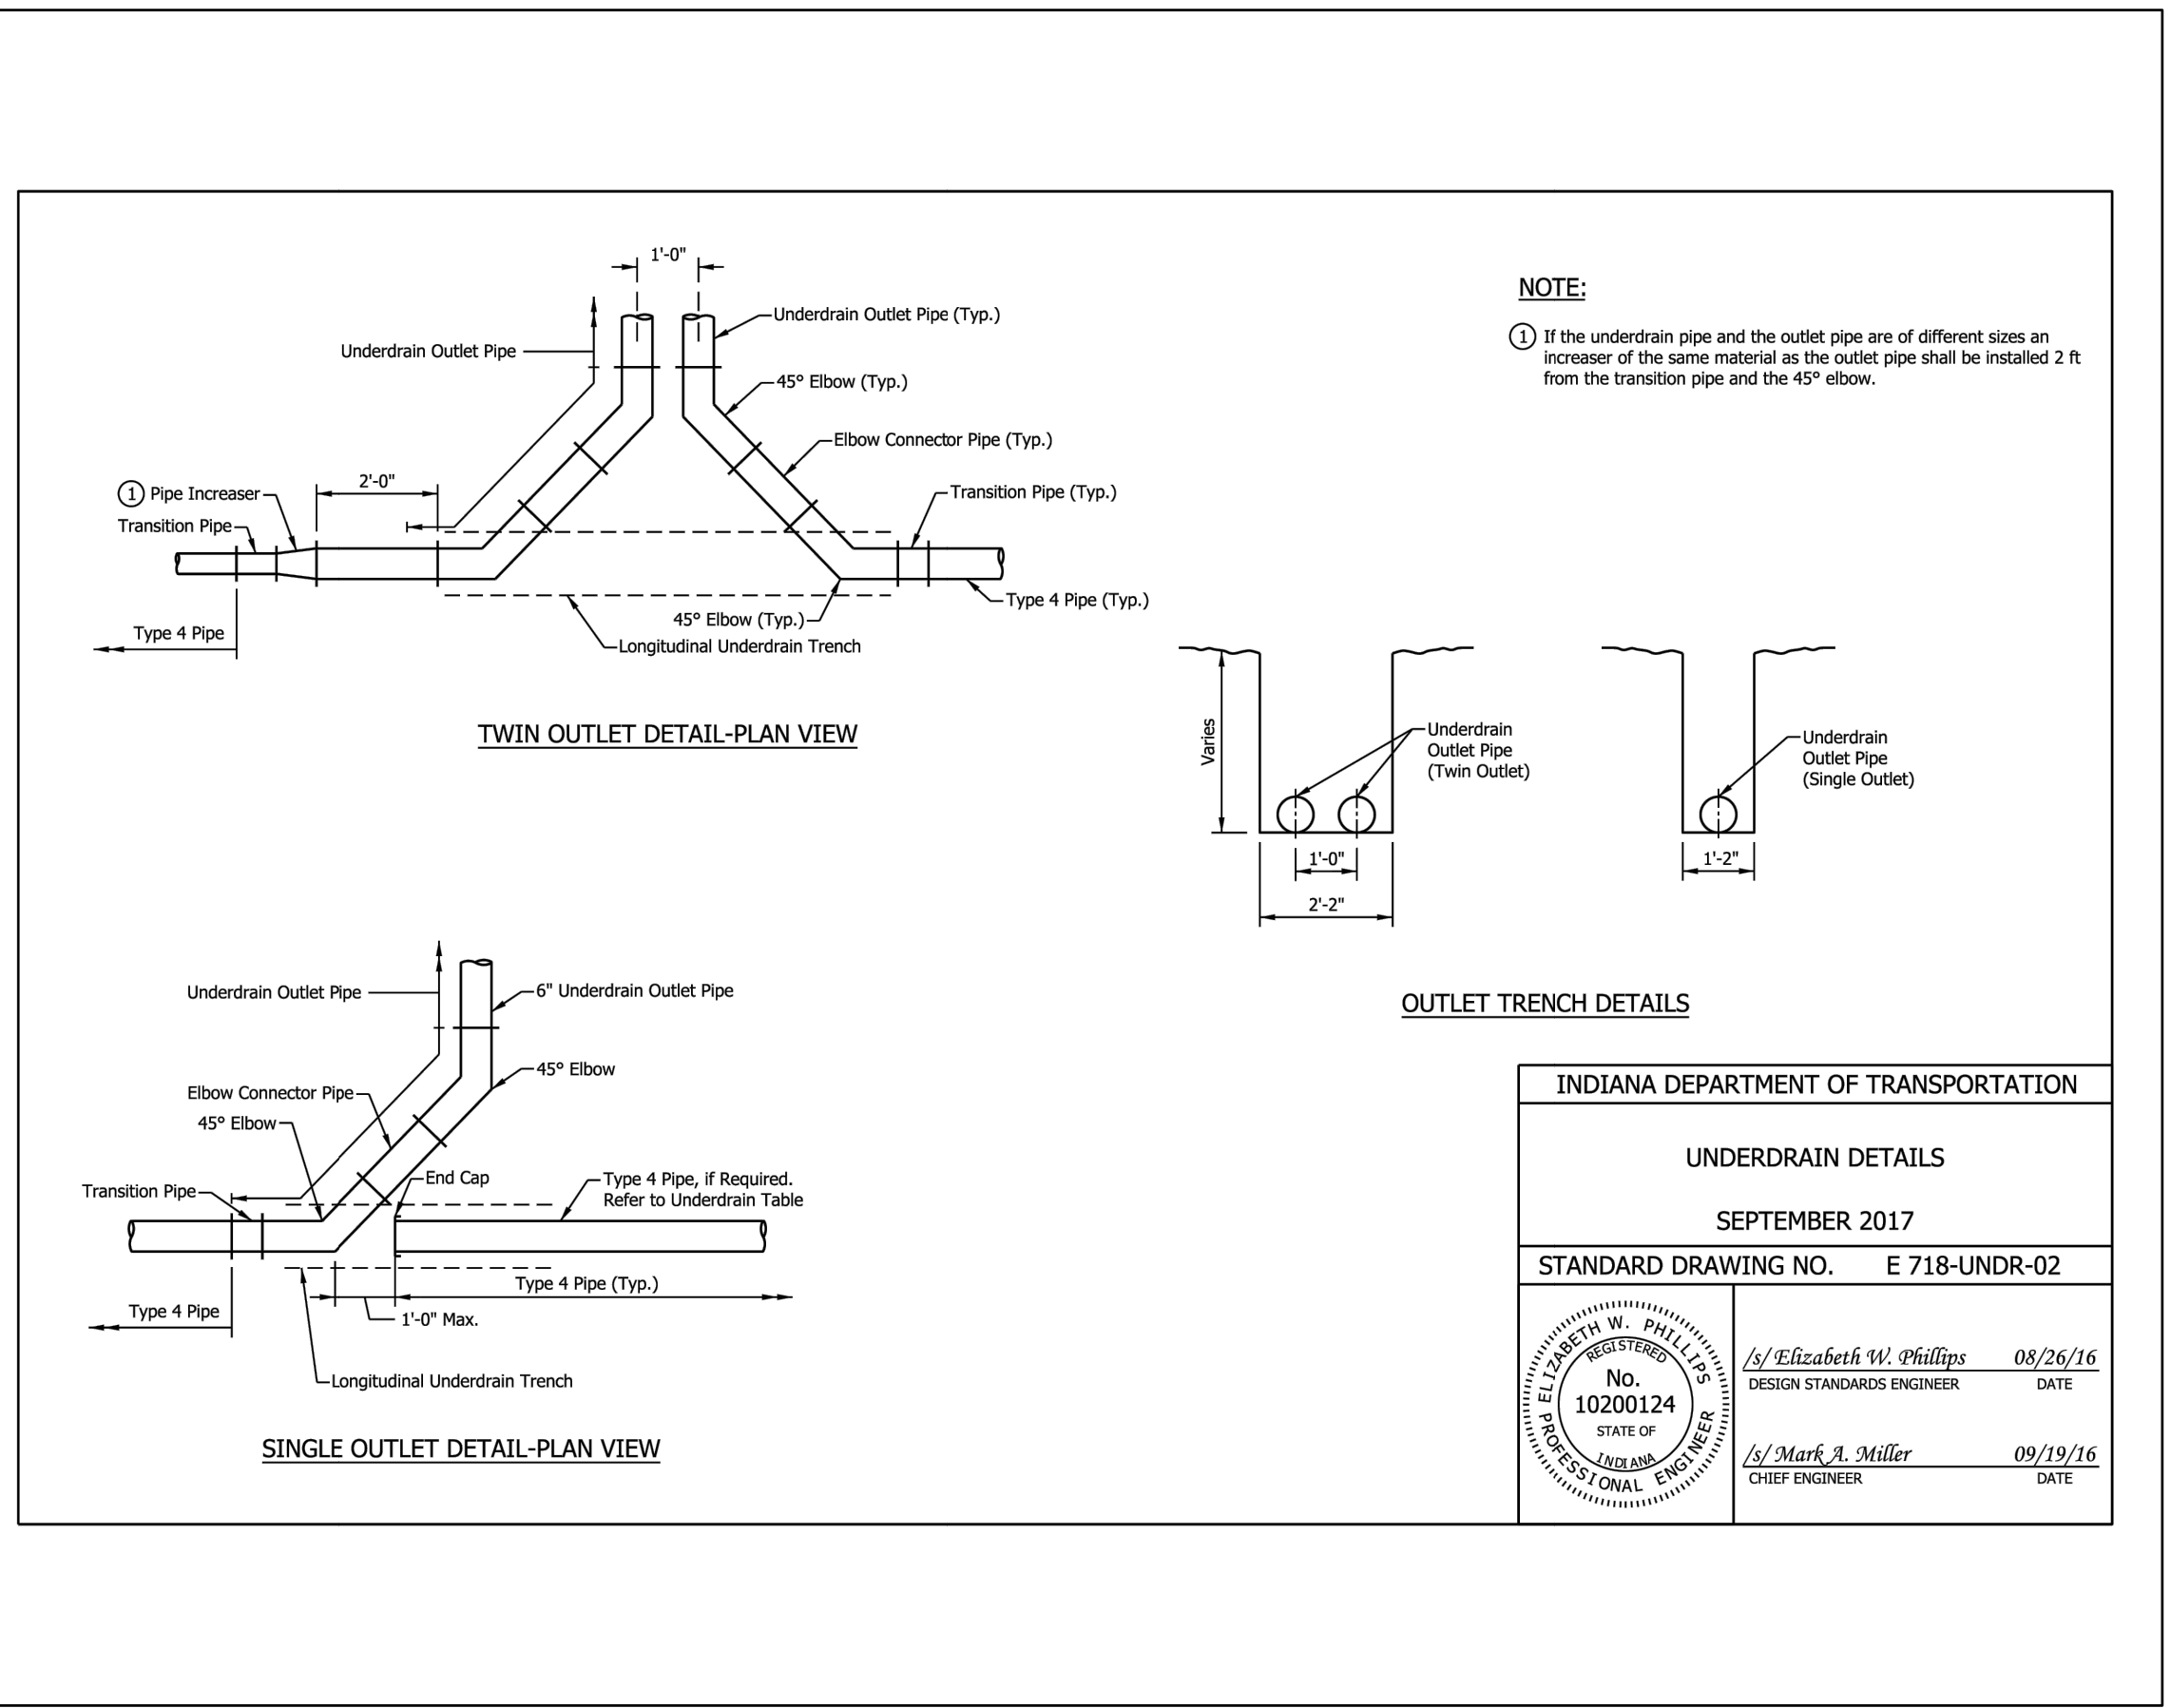 1'-0"
Underdrain Outlet Pipe (Typ.)
Underdrain Outlet Pipe
45° Elbow (Typ.)
Elbow Connector Pipe (Typ.)
2'-0"
1 Pipe Increaser
Transition Pipe (Typ.)
Transition Pipe
Type 4 Pipe (Typ.)
45° Elbow (Typ.)
Type 4 Pipe
Longitudinal Underdrain Trench
TWIN OUTLET DETAIL-PLAN VIEW
NOTE:
1 If the underdrain pipe and the outlet pipe are of different sizes an
increaser of the same material as the outlet pipe shall be installed 2 ft
from the transition pipe and the 45° elbow.
Varies
Underdrain
Outlet Pipe
(Twin Outlet)
1'-0"
2'-2"
Underdrain
Outlet Pipe
(Single Outlet)
1'-2"
OUTLET TRENCH DETAILS
Underdrain Outlet Pipe
6" Underdrain Outlet Pipe
45° Elbow
Elbow Connector Pipe
45° Elbow
End Cap
Type 4 Pipe, if Required.
Refer to Underdrain Table
Transition Pipe
Type 4 Pipe (Typ.)
Type 4 Pipe
1'-0" Max.
Longitudinal Underdrain Trench
SINGLE OUTLET DETAIL-PLAN VIEW
INDIANA DEPARTMENT OF TRANSPORTATION
UNDERDRAIN DETAILS
SEPTEMBER 2017
STANDARD DRAWING NO. E 718-UNDR-02
ELIZABETH W. PHILLIPS
REGISTERED
No.
10200124
STATE OF
INDIANA
PROFESSIONAL ENGINEER
/s/ Elizabeth W. Phillips 08/26/16
DESIGN STANDARDS ENGINEER DATE
/s/ Mark A. Miller 09/19/16
CHIEF ENGINEER DATE